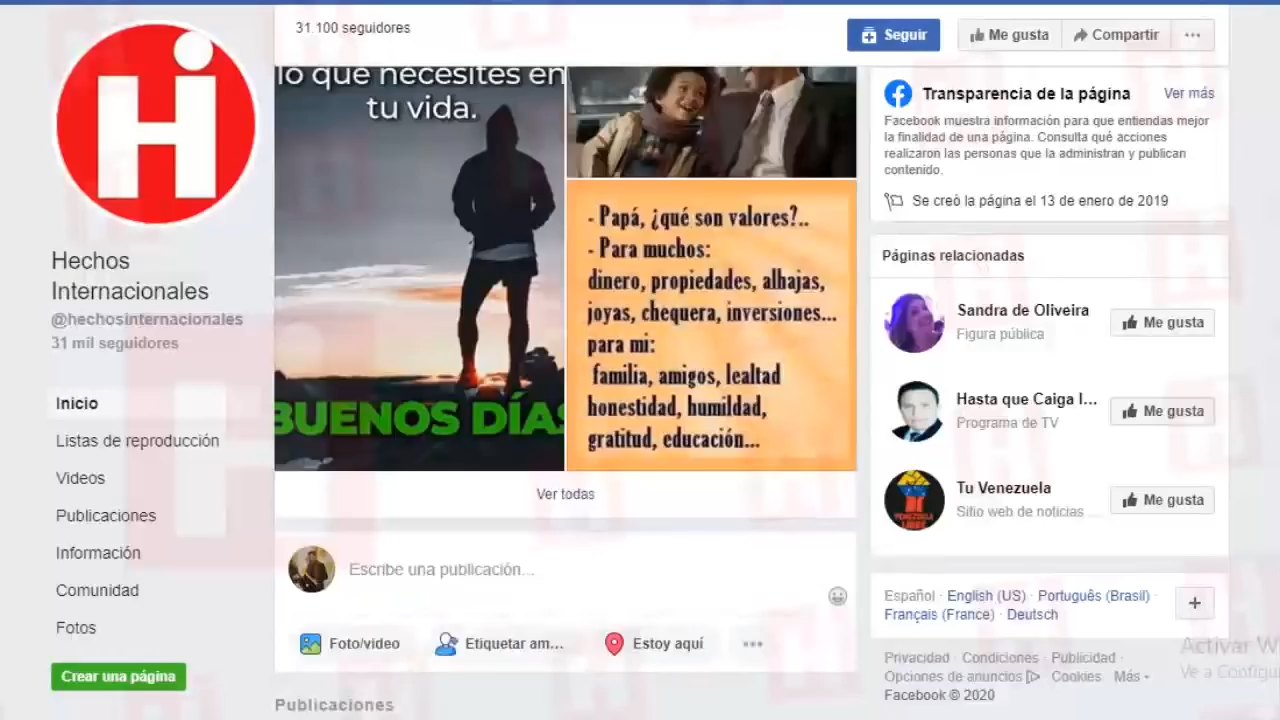 31.100 seguidores
Seguir
Me gusta
Compartir
Hi
Hechos
Internacionales
@hechosinternacionales
31 mil seguidores
Inicio
Listas de reproducción
Videos
Publicaciones
Información
Comunidad
Fotos
Crear una página
lo que necesites en
tu vida.
BUENOS DÍAS
- Papá, ¿qué son valores?..
- Para muchos:
dinero, propiedades, alhajas,
joyas, chequera, inversiones...
para mi:
familia, amigos, lealtad
honestidad, humildad,
gratitud, educación...
Ver todas
Escribe una publicación...
Foto/video
Etiquetar am...
Estoy aquí
Publicaciones
Transparencia de la página
Ver más
Facebook muestra información para que entiendas mejor
la finalidad de una página. Consulta qué acciones
realizaron las personas que la administran y publican
contenido.
Se creó la página el 13 de enero de 2019
Páginas relacionadas
Sandra de Oliveira
Figura pública
Me gusta
Hasta que Caiga l...
Programa de TV
Me gusta
Tu Venezuela
Sitio web de noticias ...
Me gusta
Español · English (US) · Português (Brasil) ·
Français (France) · Deutsch
Privacidad · Condiciones · Publicidad ·
Opciones de anuncios · Cookies · Más
Facebook © 2020
Activar W
Ve a Configu